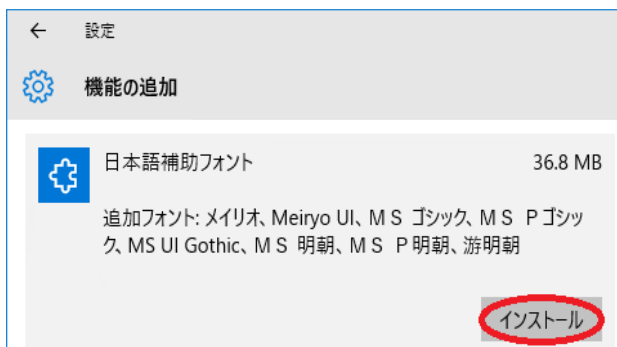 ← 設定
機能の追加
日本語補助フォント 36.8 MB
追加フォント: メイリオ、Meiryo UI、ＭＳ ゴシック、ＭＳ Ｐゴシッ
ク、MS UI Gothic、ＭＳ 明朝、ＭＳ Ｐ明朝、游明朝
インストール